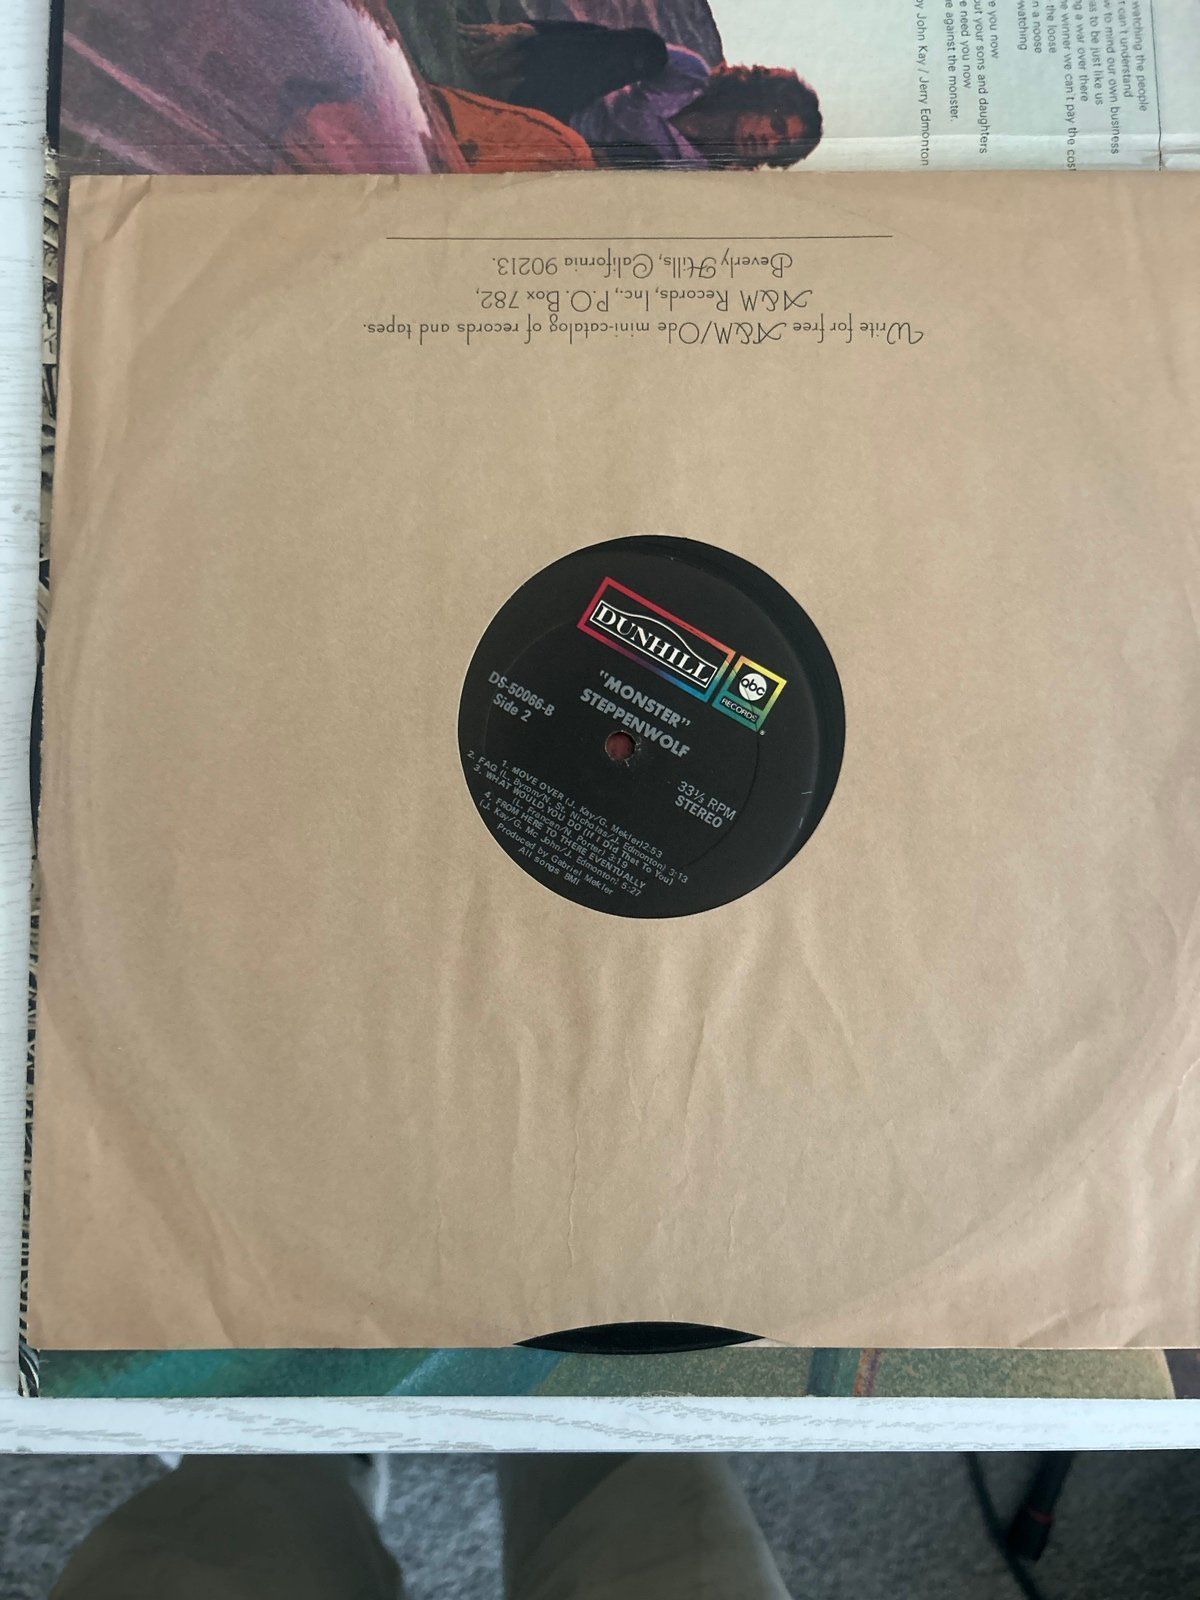 watching the people
r can't understand
w to mind our own business
as to be just like us
g a war over there
e winner we can't pay the cos
the loose
n a noose
watching
e you now
out your sons and daughters
e need you now
e against the monster.
by John Kay / Jerry Edmonton
Write for free A&M/Ode mini-catalog of records and tapes.
A&M Records, Inc., P.O. Box 782,
Beverly Hills, California 90213.
DUNHILL
abc
RECORDS®
"MONSTER"
STEPPENWOLF
DS-50066-B
Side 2
33⅓ RPM
STEREO
1. MOVE OVER (J. Kay/G. Mekler) 2:53
2. FAG (L. Byrom/N. St. Nicholas/J. Edmonton) 3:13
3. WHAT WOULD YOU DO (If I Did That To You)
(L. Frances/N. Porter) 3:19
4. FROM HERE TO THERE EVENTUALLY
(J. Kay/G. Mc John/J. Edmonton) 5:27
Produced by Gabriel Mekler
All songs BMI